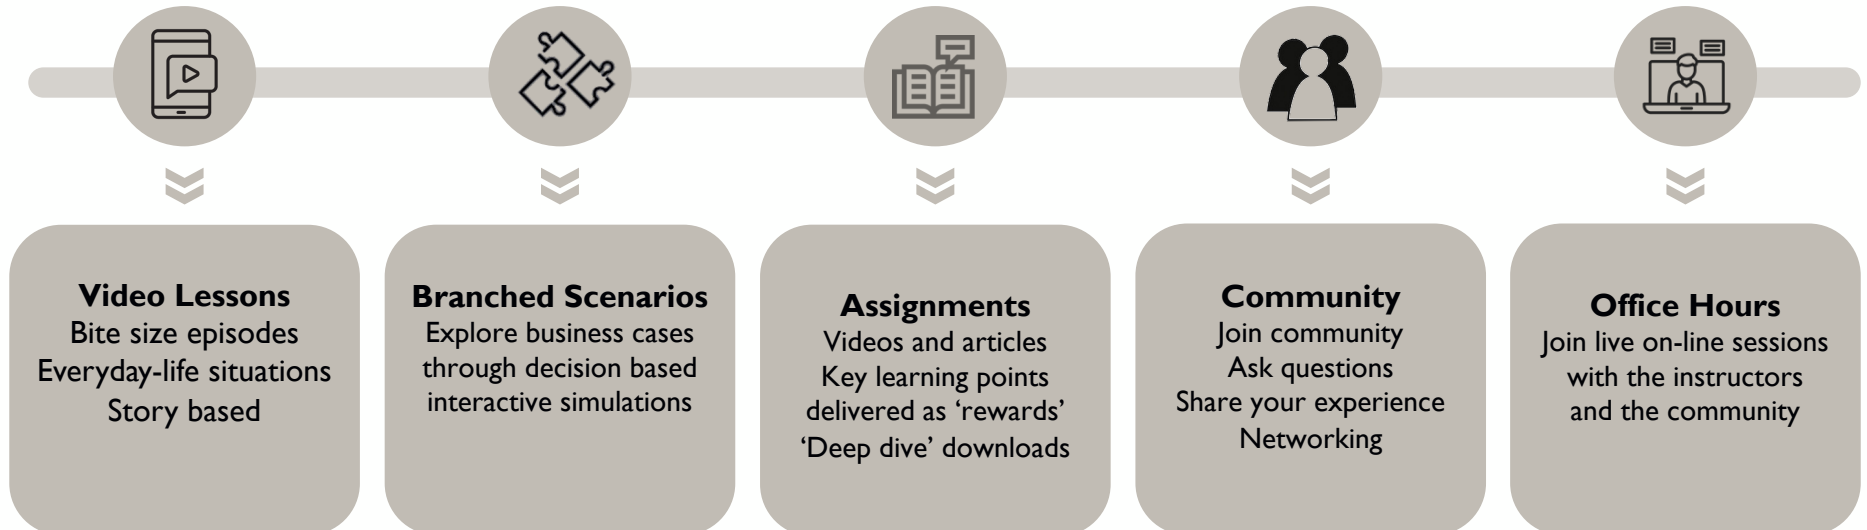 Video Lessons
Bite size episodes
Everyday-life situations
Story based
Branched Scenarios
Explore business cases
through decision based
interactive simulations
Assignments
Videos and articles
Key learning points
delivered as ‘rewards’
‘Deep dive’ downloads
Community
Join community
Ask questions
Share your experience
Networking
Office Hours
Join live on-line sessions
with the instructors
and the community